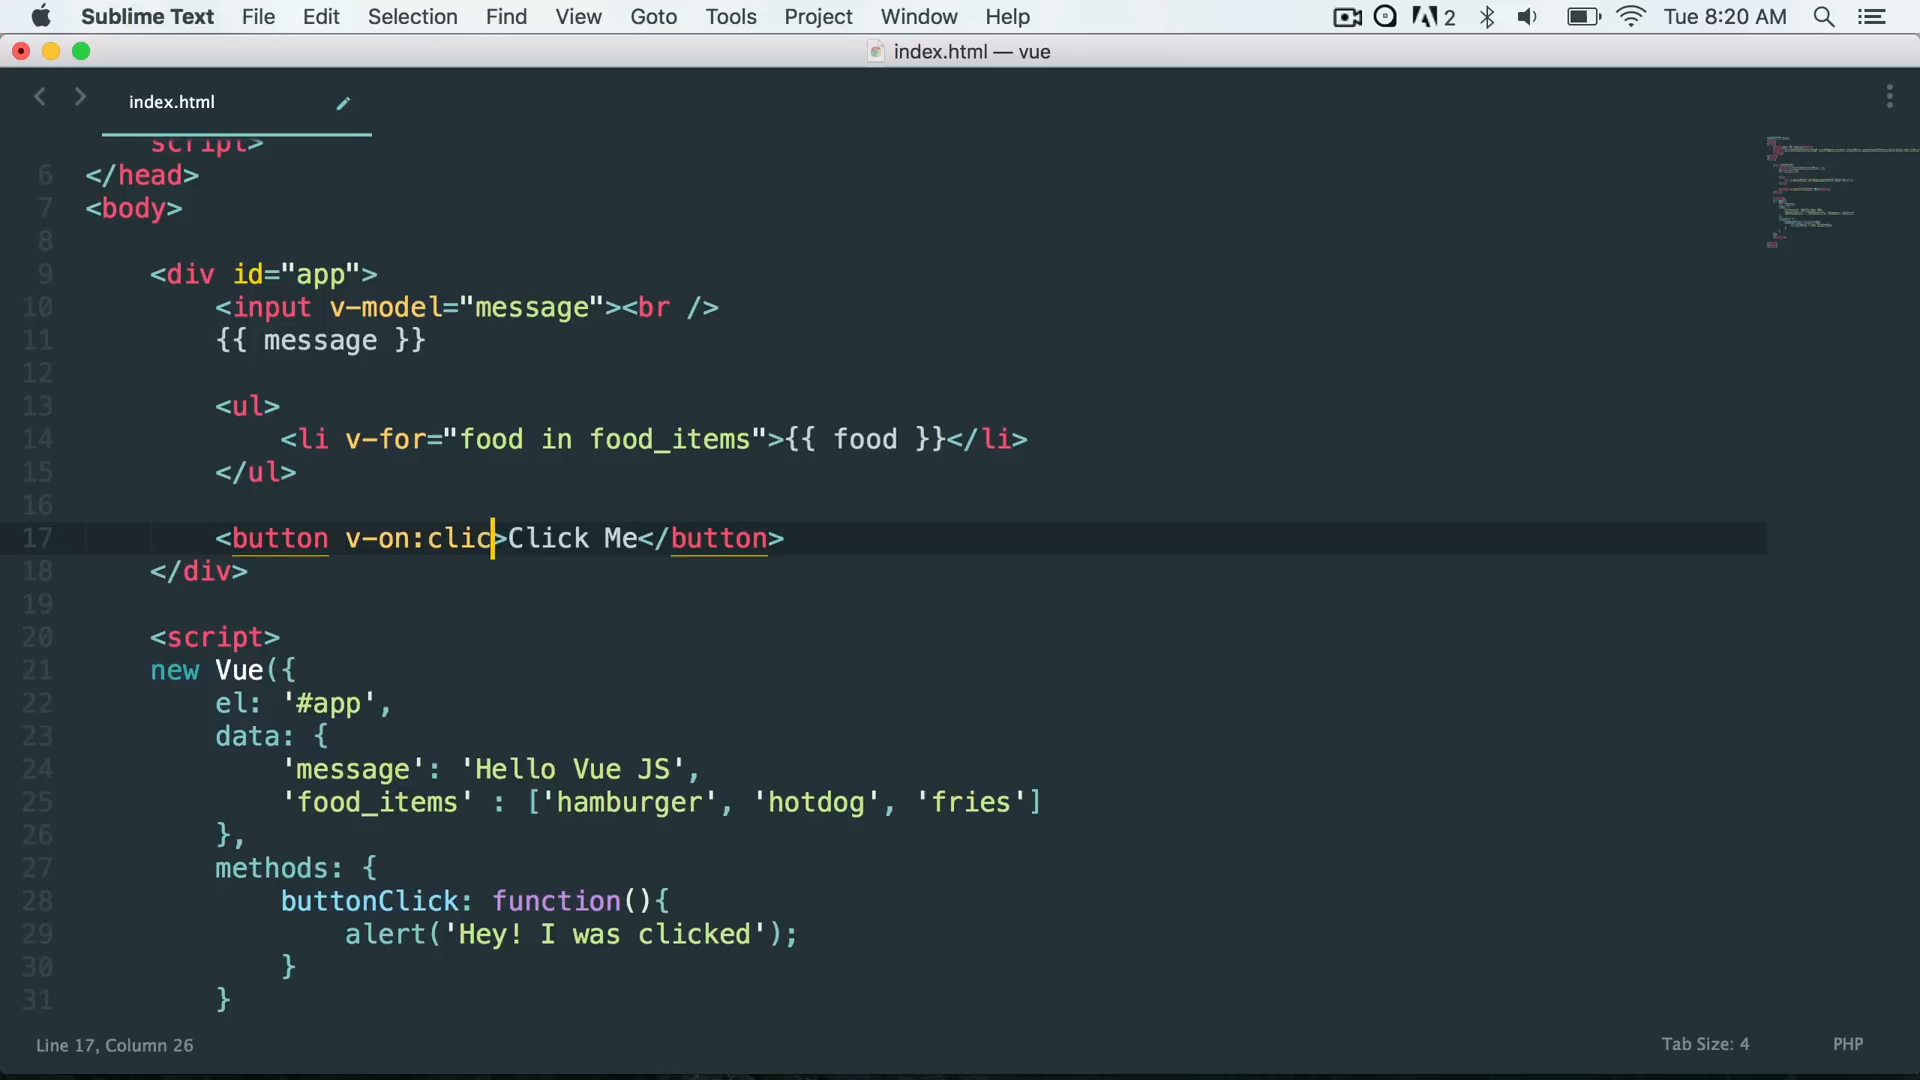 Sublime Text File Edit Selection Find View Goto Tools Project Window Help 2 Tue 8:20 AM
index.html — vue
index.html
script>
6 </head>
7 <body>
8
9 <div id="app">
10 <input v-model="message"><br />
11 {{ message }}
12
13 <ul>
14 <li v-for="food in food_items">{{ food }}</li>
15 </ul>
16
17 <button v-on:clic>Click Me</button>
18 </div>
19
20 <script>
21 new Vue({
22 el: '#app',
23 data: {
24 'message': 'Hello Vue JS',
25 'food_items' : ['hamburger', 'hotdog', 'fries']
26 },
27 methods: {
28 buttonClick: function(){
29 alert('Hey! I was clicked');
30 }
31 }
Line 17, Column 26 Tab Size: 4 PHP